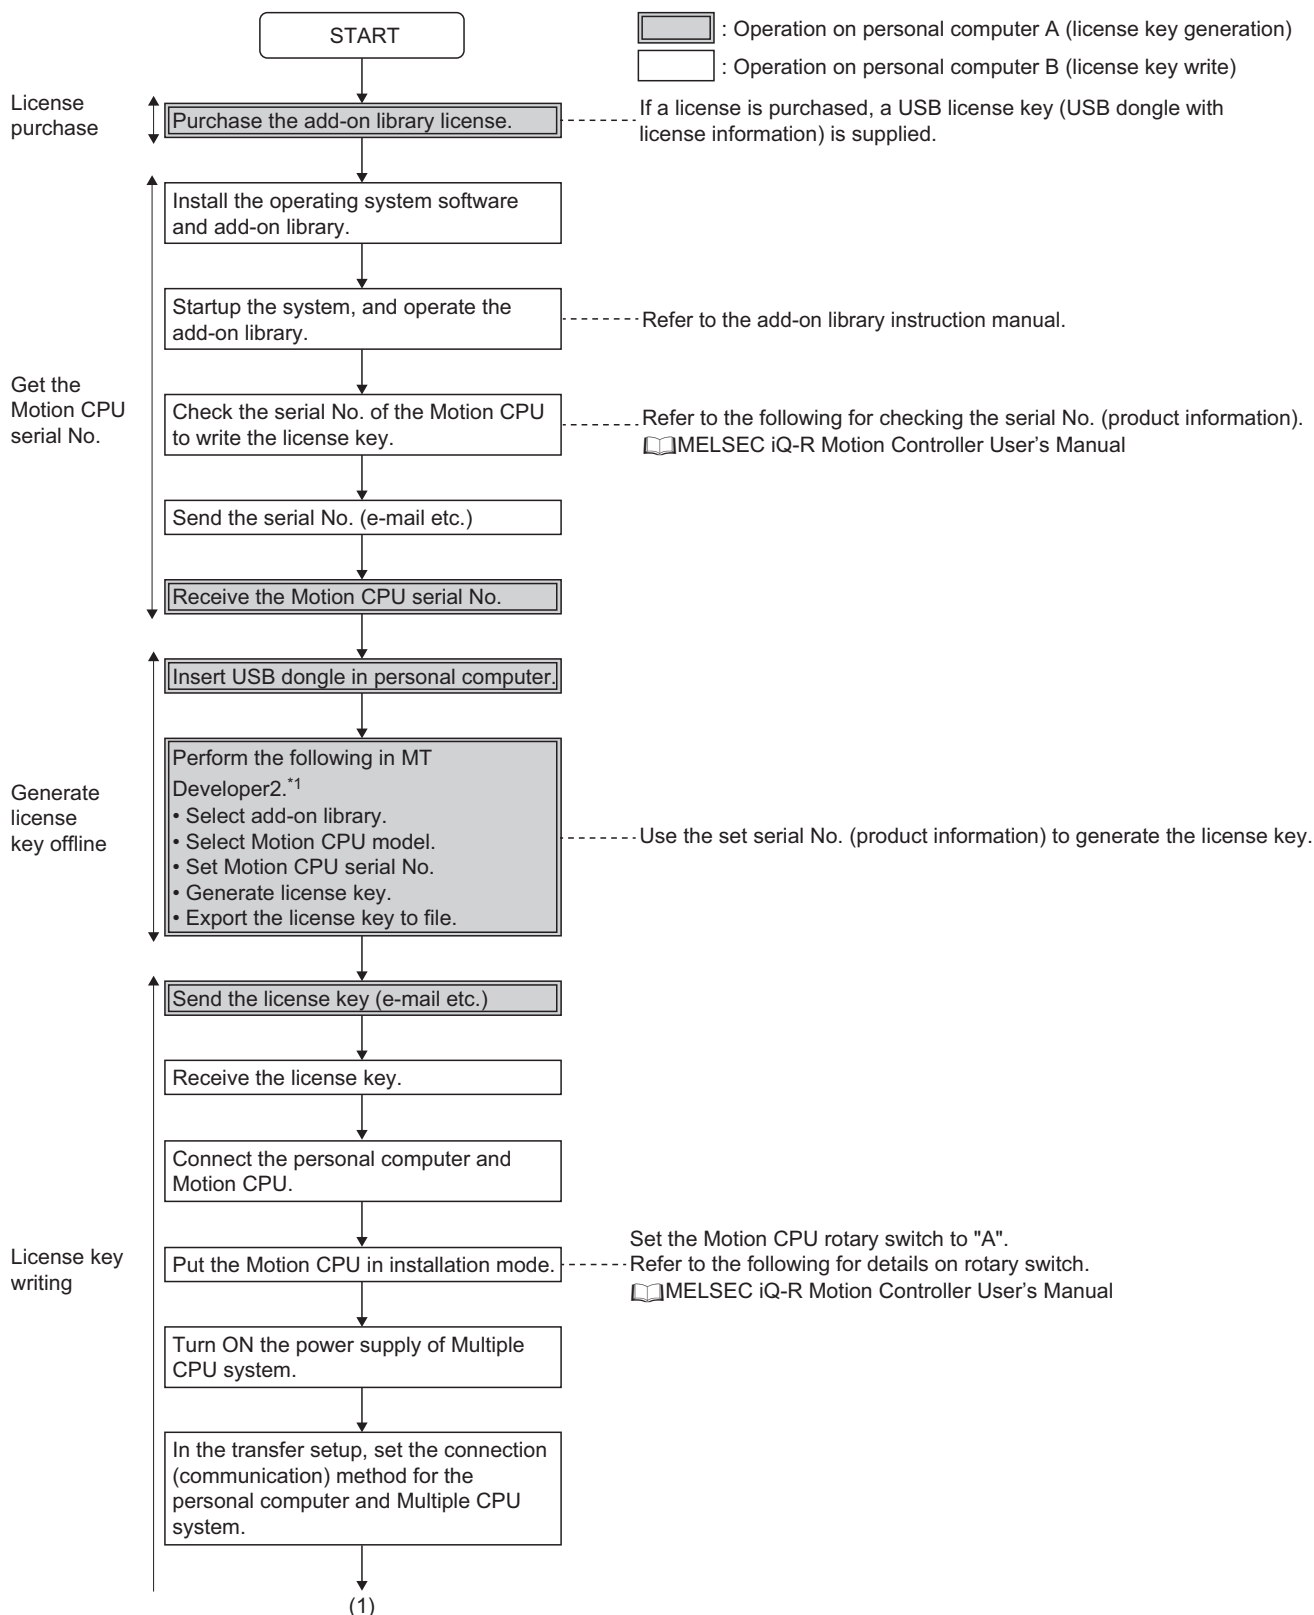 START
: Operation on personal computer A (license key generation)
: Operation on personal computer B (license key write)
License
purchase
Purchase the add-on library license.
If a license is purchased, a USB license key (USB dongle with
license information) is supplied.
Install the operating system software
and add-on library.
Startup the system, and operate the
add-on library.
Refer to the add-on library instruction manual.
Get the
Motion CPU
serial No.
Check the serial No. of the Motion CPU
to write the license key.
Refer to the following for checking the serial No. (product information).
MELSEC iQ-R Motion Controller User's Manual
Send the serial No. (e-mail etc.)
Receive the Motion CPU serial No.
Insert USB dongle in personal computer.
Generate
license
key offline
Perform the following in MT
Developer2.*1
• Select add-on library.
• Select Motion CPU model.
• Set Motion CPU serial No.
• Generate license key.
• Export the license key to file.
Use the set serial No. (product information) to generate the license key.
Send the license key (e-mail etc.)
Receive the license key.
Connect the personal computer and
Motion CPU.
License key
writing
Put the Motion CPU in installation mode.
Set the Motion CPU rotary switch to "A".
Refer to the following for details on rotary switch.
MELSEC iQ-R Motion Controller User's Manual
Turn ON the power supply of Multiple
CPU system.
In the transfer setup, set the connection
(communication) method for the
personal computer and Multiple CPU
system.
(1)